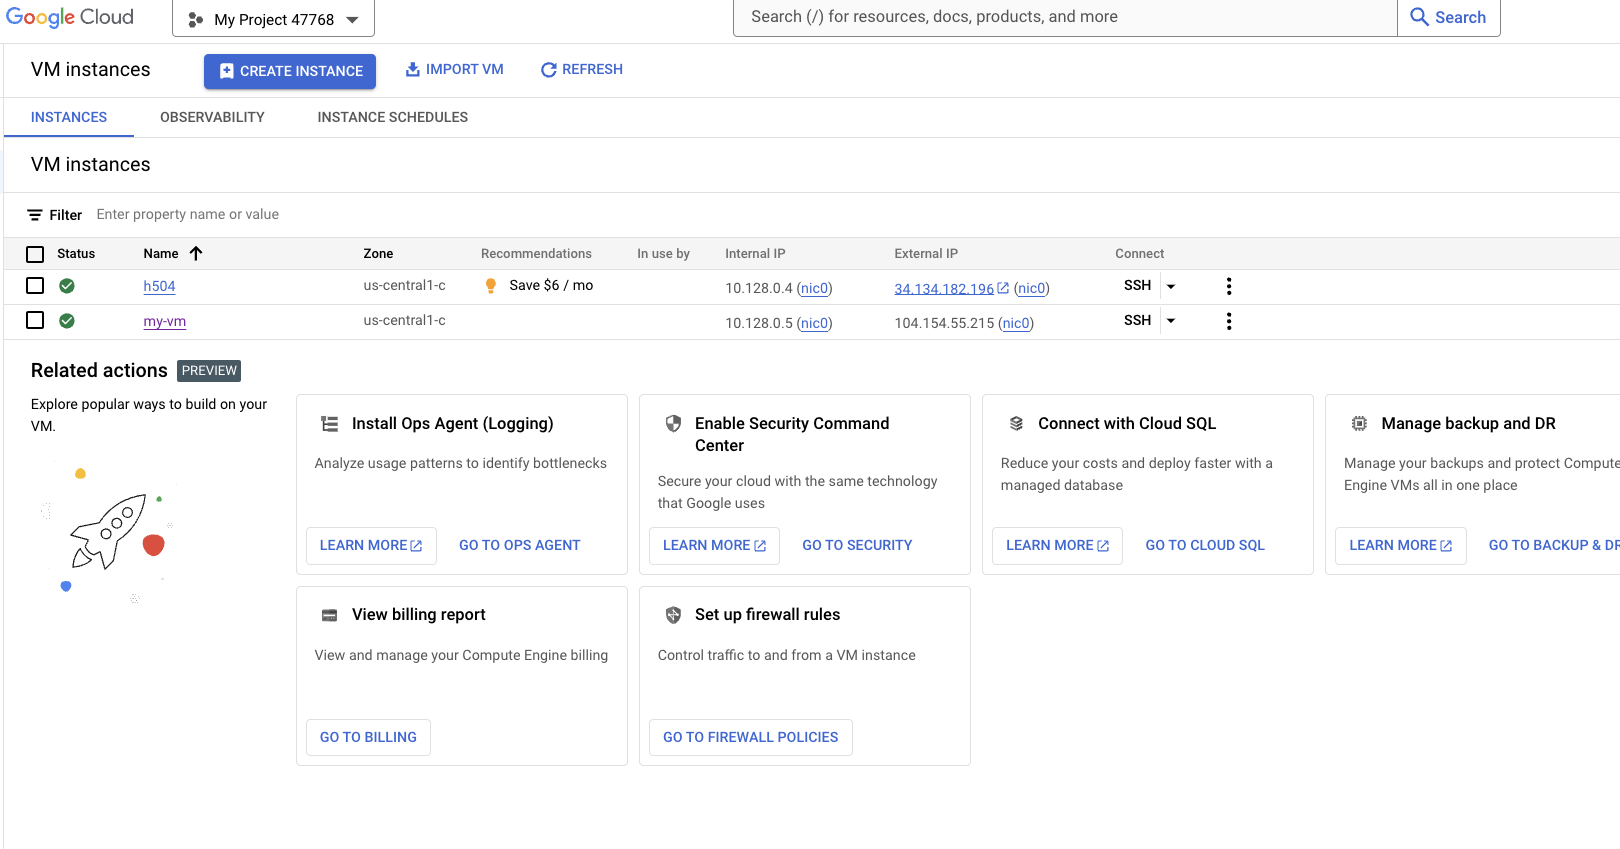 Google Cloud
My Project 47768
Search (/) for resources, docs, products, and more
Search
VM instances
CREATE INSTANCE
IMPORT VM
REFRESH
INSTANCES
OBSERVABILITY
INSTANCE SCHEDULES
VM instances
Filter Enter property name or value
Status Name Zone Recommendations In use by Internal IP External IP Connect
h504 us-central1-c Save $6 / mo 10.128.0.4 (nic0) 34.134.182.196 (nic0) SSH
my-vm us-central1-c 10.128.0.5 (nic0) 104.154.55.215 (nic0) SSH
Related actions PREVIEW
Explore popular ways to build on your
VM.
Install Ops Agent (Logging)
Analyze usage patterns to identify bottlenecks
LEARN MORE
GO TO OPS AGENT
Enable Security Command
Center
Secure your cloud with the same technology
that Google uses
LEARN MORE
GO TO SECURITY
Connect with Cloud SQL
Reduce your costs and deploy faster with a
managed database
LEARN MORE
GO TO CLOUD SQL
Manage backup and DR
Manage your backups and protect Compute
Engine VMs all in one place
LEARN MORE
GO TO BACKUP & DR
View billing report
View and manage your Compute Engine billing
GO TO BILLING
Set up firewall rules
Control traffic to and from a VM instance
GO TO FIREWALL POLICIES